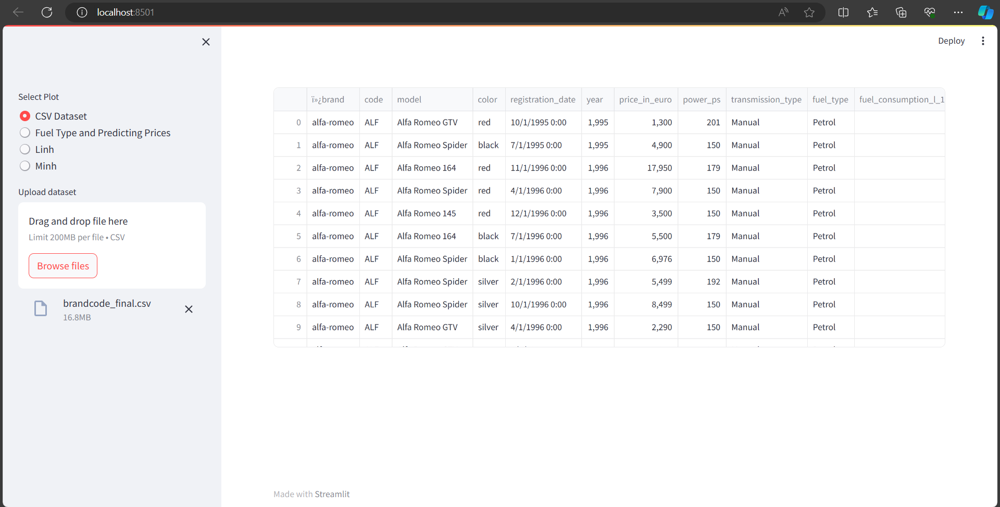 localhost:8501
Deploy
Select Plot
CSV Dataset
Fuel Type and Predicting Prices
Linh
Minh
Upload dataset
Drag and drop file here
Limit 200MB per file • CSV
Browse files
brandcode_final.csv
16.8MB
ï»¿brand code model color registration_date year price_in_euro power_ps transmission_type fuel_type fuel_consumption_l_1
0 alfa-romeo ALF Alfa Romeo GTV red 10/1/1995 0:00 1,995 1,300 201 Manual Petrol
1 alfa-romeo ALF Alfa Romeo Spider black 7/1/1995 0:00 1,995 4,900 150 Manual Petrol
2 alfa-romeo ALF Alfa Romeo 164 red 11/1/1996 0:00 1,996 17,950 179 Manual Petrol
3 alfa-romeo ALF Alfa Romeo Spider red 4/1/1996 0:00 1,996 7,900 150 Manual Petrol
4 alfa-romeo ALF Alfa Romeo 145 red 12/1/1996 0:00 1,996 3,500 150 Manual Petrol
5 alfa-romeo ALF Alfa Romeo 164 black 7/1/1996 0:00 1,996 5,500 179 Manual Petrol
6 alfa-romeo ALF Alfa Romeo Spider black 1/1/1996 0:00 1,996 6,976 150 Manual Petrol
7 alfa-romeo ALF Alfa Romeo Spider silver 2/1/1996 0:00 1,996 5,499 192 Manual Petrol
8 alfa-romeo ALF Alfa Romeo Spider silver 10/1/1996 0:00 1,996 8,499 150 Manual Petrol
9 alfa-romeo ALF Alfa Romeo GTV silver 4/1/1996 0:00 1,996 2,290 150 Manual Petrol
Made with Streamlit